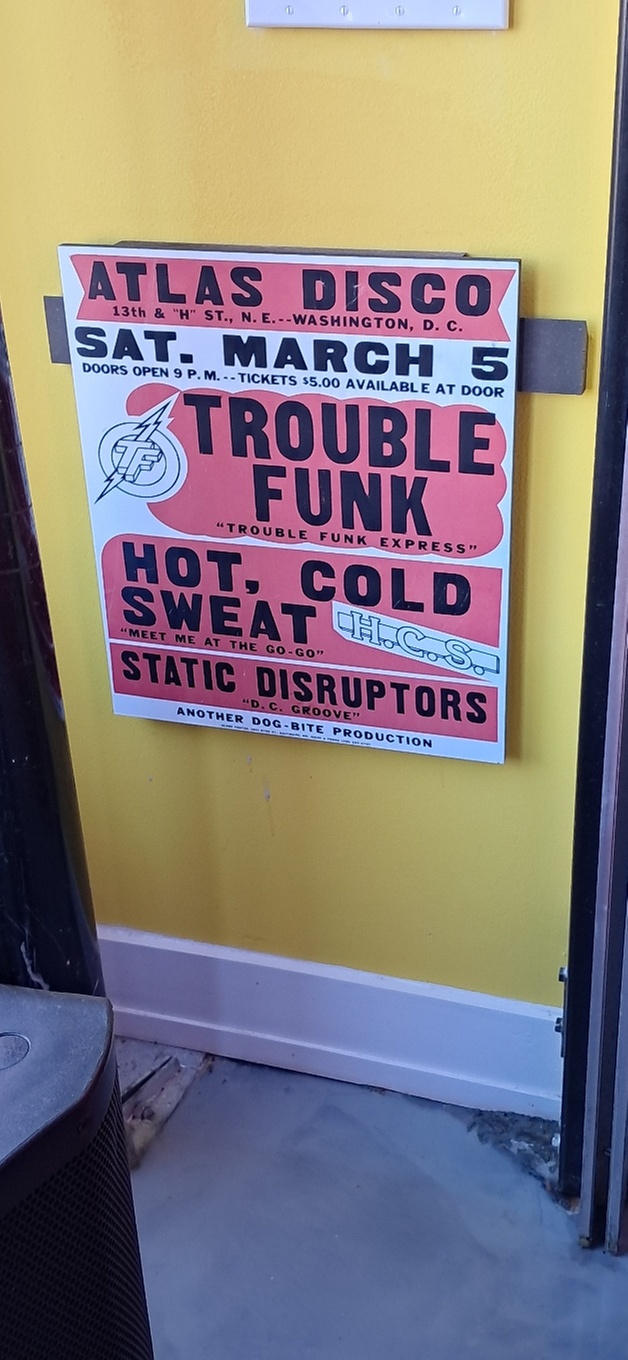 ATLAS DISCO
13th & "H" ST., N.E.--WASHINGTON, D. C.
SAT. MARCH 5
DOORS OPEN 9 P.M.--TICKETS $5.00 AVAILABLE AT DOOR
TF
TROUBLE
FUNK
"TROUBLE FUNK EXPRESS"
HOT, COLD
SWEAT
H.C.S.
"MEET ME AT THE GO-GO"
STATIC DISRUPTORS
"D.C. GROOVE"
ANOTHER DOG-BITE PRODUCTION